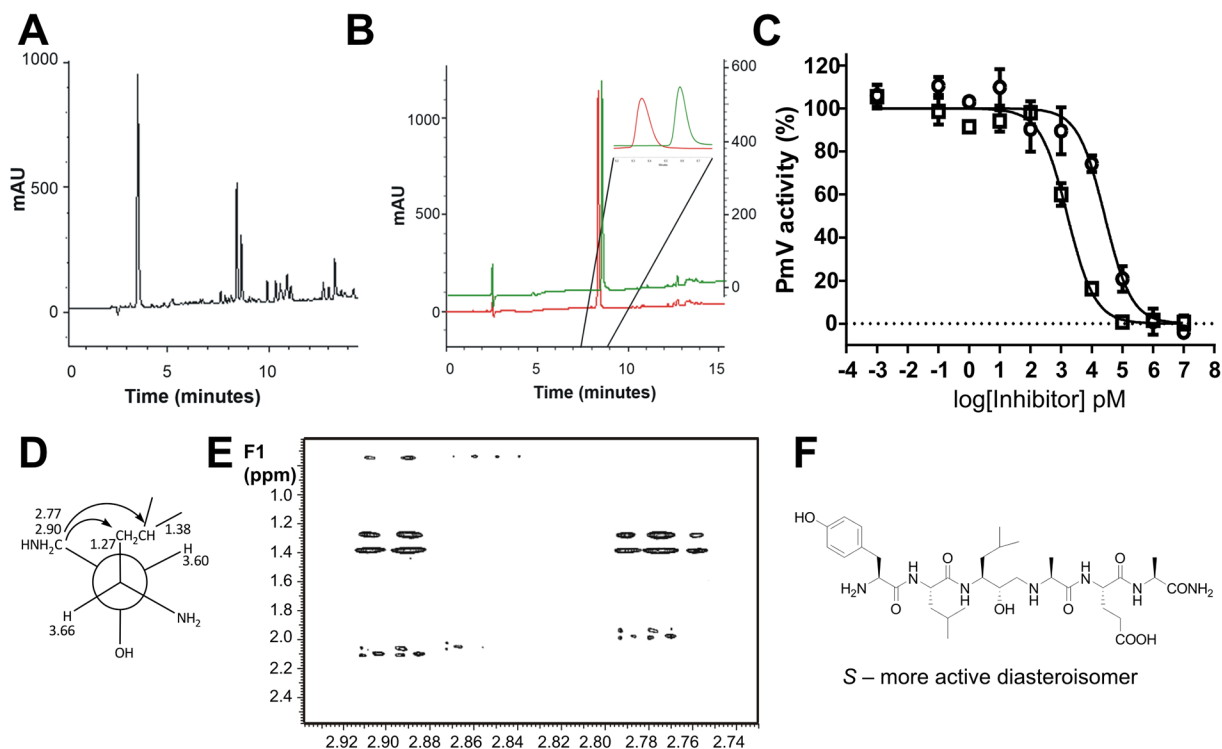 A
1000
500
0
mAU
0 5 10
Time (minutes)
B
1000
500
0
mAU
600
400
200
0
0 5 10 15
Time (minutes)
C
120
100
80
60
40
20
0
PmV activity (%)
-4 -3 -2 -1 0 1 2 3 4 5 6 7 8
log[Inhibitor] pM
D
2.77
2.90
HNH2C
1.27
CH2CH
1.38
H
3.60
H
3.66
NH2
OH
E
F1
(ppm)
1.0
1.2
1.4
1.6
1.8
2.0
2.2
2.4
2.92 2.90 2.88 2.86 2.84 2.82 2.80 2.78 2.76 2.74
F
HO
H2N
O
H
N
O
N
H
OH
H
N
O
H
N
O
N
H
CONH2
COOH
S – more active diasteroisomer